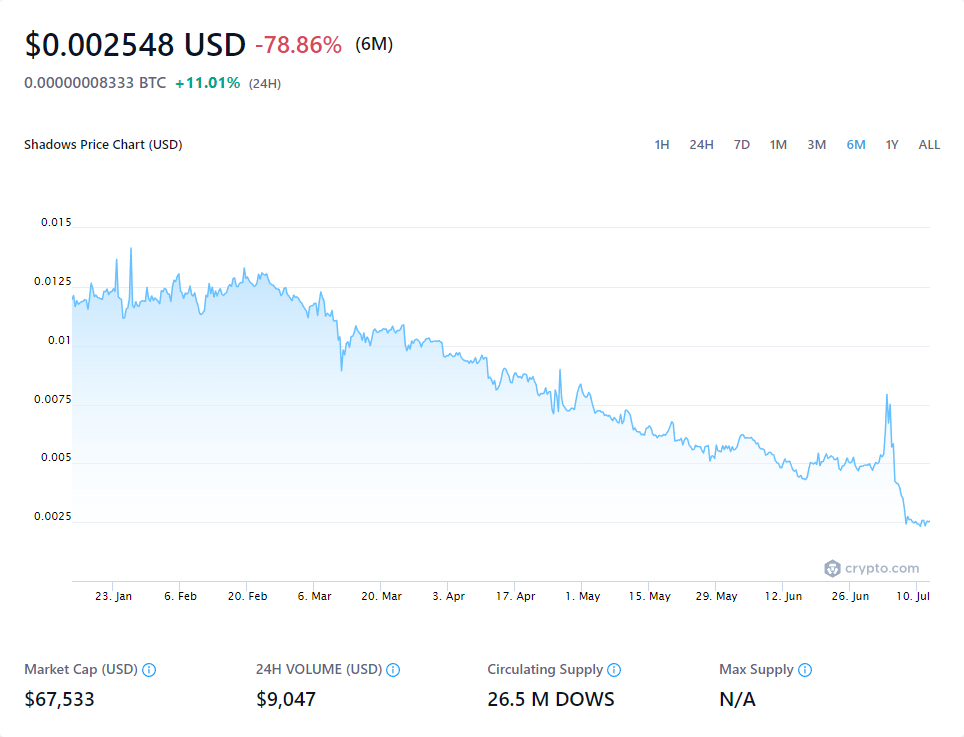 $0.002548 USD -78.86% (6M)
0.00000008333 BTC +11.01% (24H)
Shadows Price Chart (USD) 1H 24H 7D 1M 3M 6M 1Y ALL
0.015
0.0125
0.01
0.0075
0.005
0.0025
crypto.com
23. Jan 6. Feb 20. Feb 6. Mar 20. Mar 3. Apr 17. Apr 1. May 15. May 29. May 12. Jun 26. Jun 10. Jul
Market Cap (USD) 24H VOLUME (USD) Circulating Supply Max Supply
$67,533 $9,047 26.5 M DOWS N/A